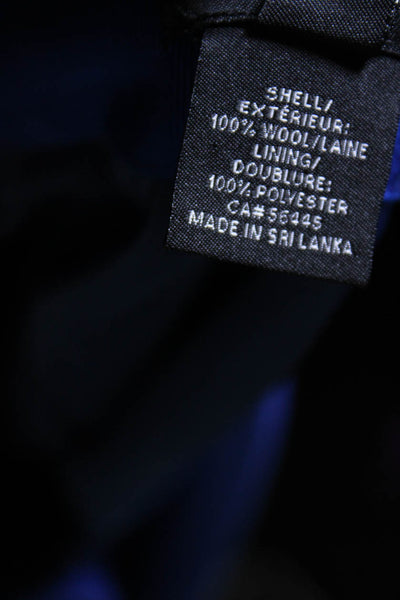 SHELL/
EXTÉRIEUR:
100% WOOL/LAINE
LINING/
DOUBLURE:
100% POLYESTER
CA# 56445
MADE IN SRI LANKA